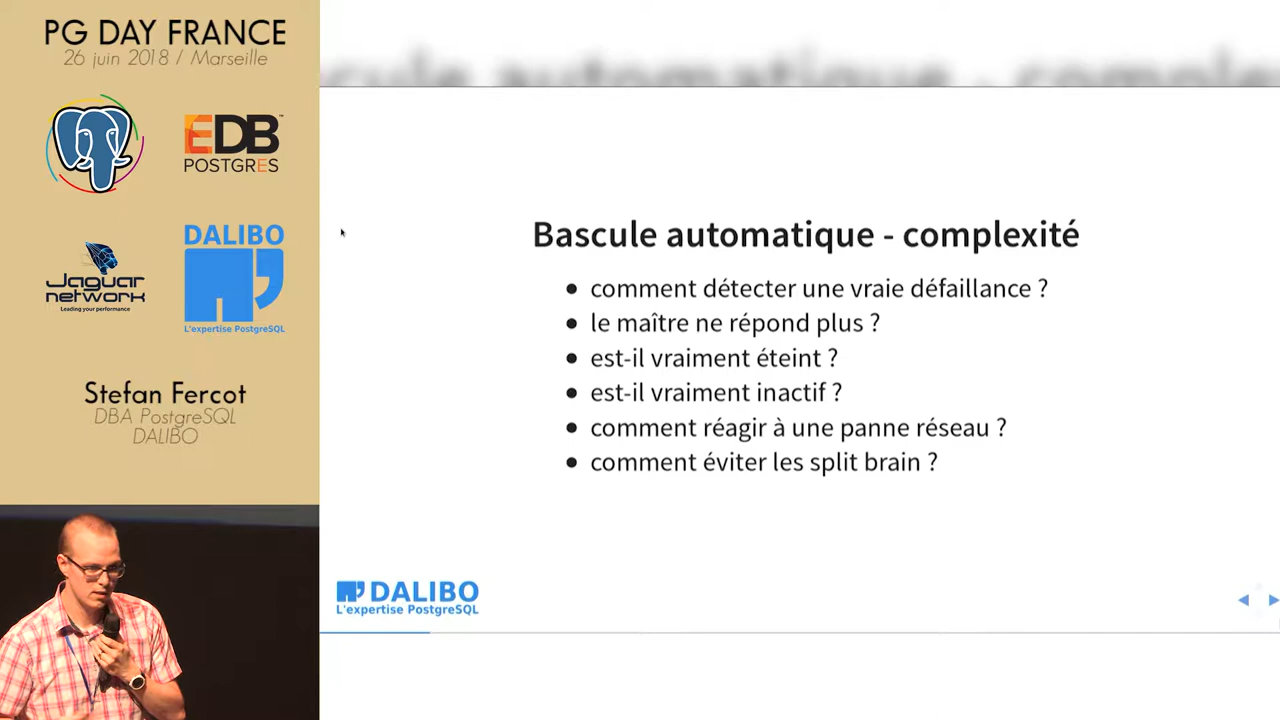 PG DAY FRANCE
26 juin 2018 / Marseille
EDB
POSTGRES
DALIBO
L'expertise PostgreSQL
Jaguar
network
Leading your performance
Stefan Fercot
DBA PostgreSQL
DALIBO
cule automatique - comple
Bascule automatique - complexité
comment détecter une vraie défaillance ?
le maître ne répond plus ?
est-il vraiment éteint ?
est-il vraiment inactif ?
comment réagir à une panne réseau ?
comment éviter les split brain ?
DALIBO
L'expertise PostgreSQL